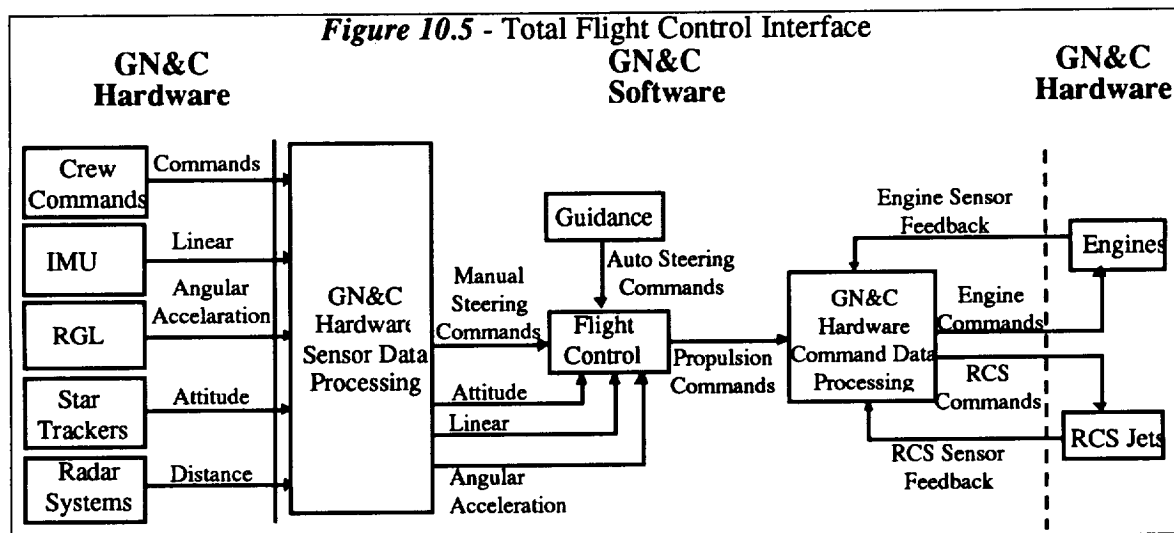 Figure 10.5 - Total Flight Control Interface
GN&C
Hardware
GN&C
Software
GN&C
Hardware
Crew
Commands
Commands
IMU
Linear
RGL
Angular
Accelaration
Star
Trackers
Attitude
Radar
Systems
Distance
GN&C
Hardware
Sensor Data
Processing
Manual
Steering
Commands
Attitude
Linear
Angular
Acceleration
Guidance
Auto Steering
Commands
Flight
Control
Propulsion
Commands
GN&C
Hardware
Command Data
Processing
Engine Sensor
Feedback
Engine
Commands
RCS
Commands
RCS Sensor
Feedback
Engines
RCS Jets